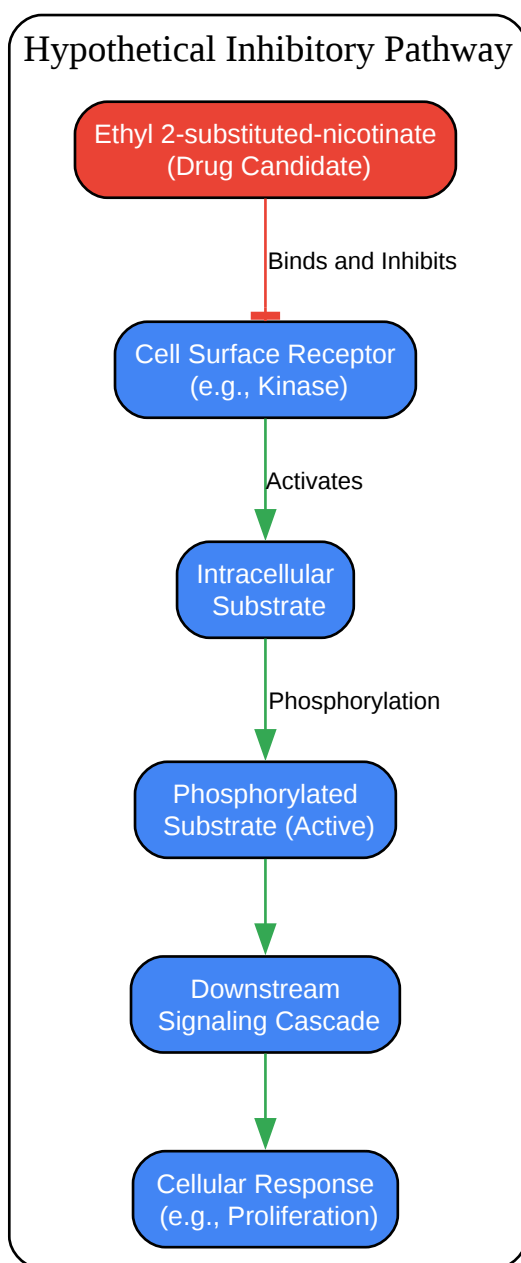 Hypothetical Inhibitory Pathway
Ethyl 2-substituted-nicotinate
(Drug Candidate)
Binds and Inhibits
Cell Surface Receptor
(e.g., Kinase)
Activates
Intracellular
Substrate
Phosphorylation
Phosphorylated
Substrate (Active)
Downstream
Signaling Cascade
Cellular Response
(e.g., Proliferation)